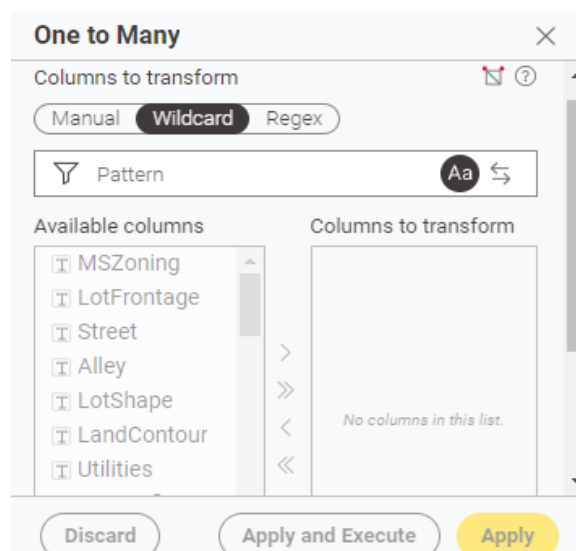 One to Many
Columns to transform
Manual Wildcard Regex
Pattern Aa
Available columns Columns to transform
T MSZoning
T LotFrontage
T Street
T Alley
T LotShape
T LandContour
T Utilities
No columns in this list.
Discard Apply and Execute Apply